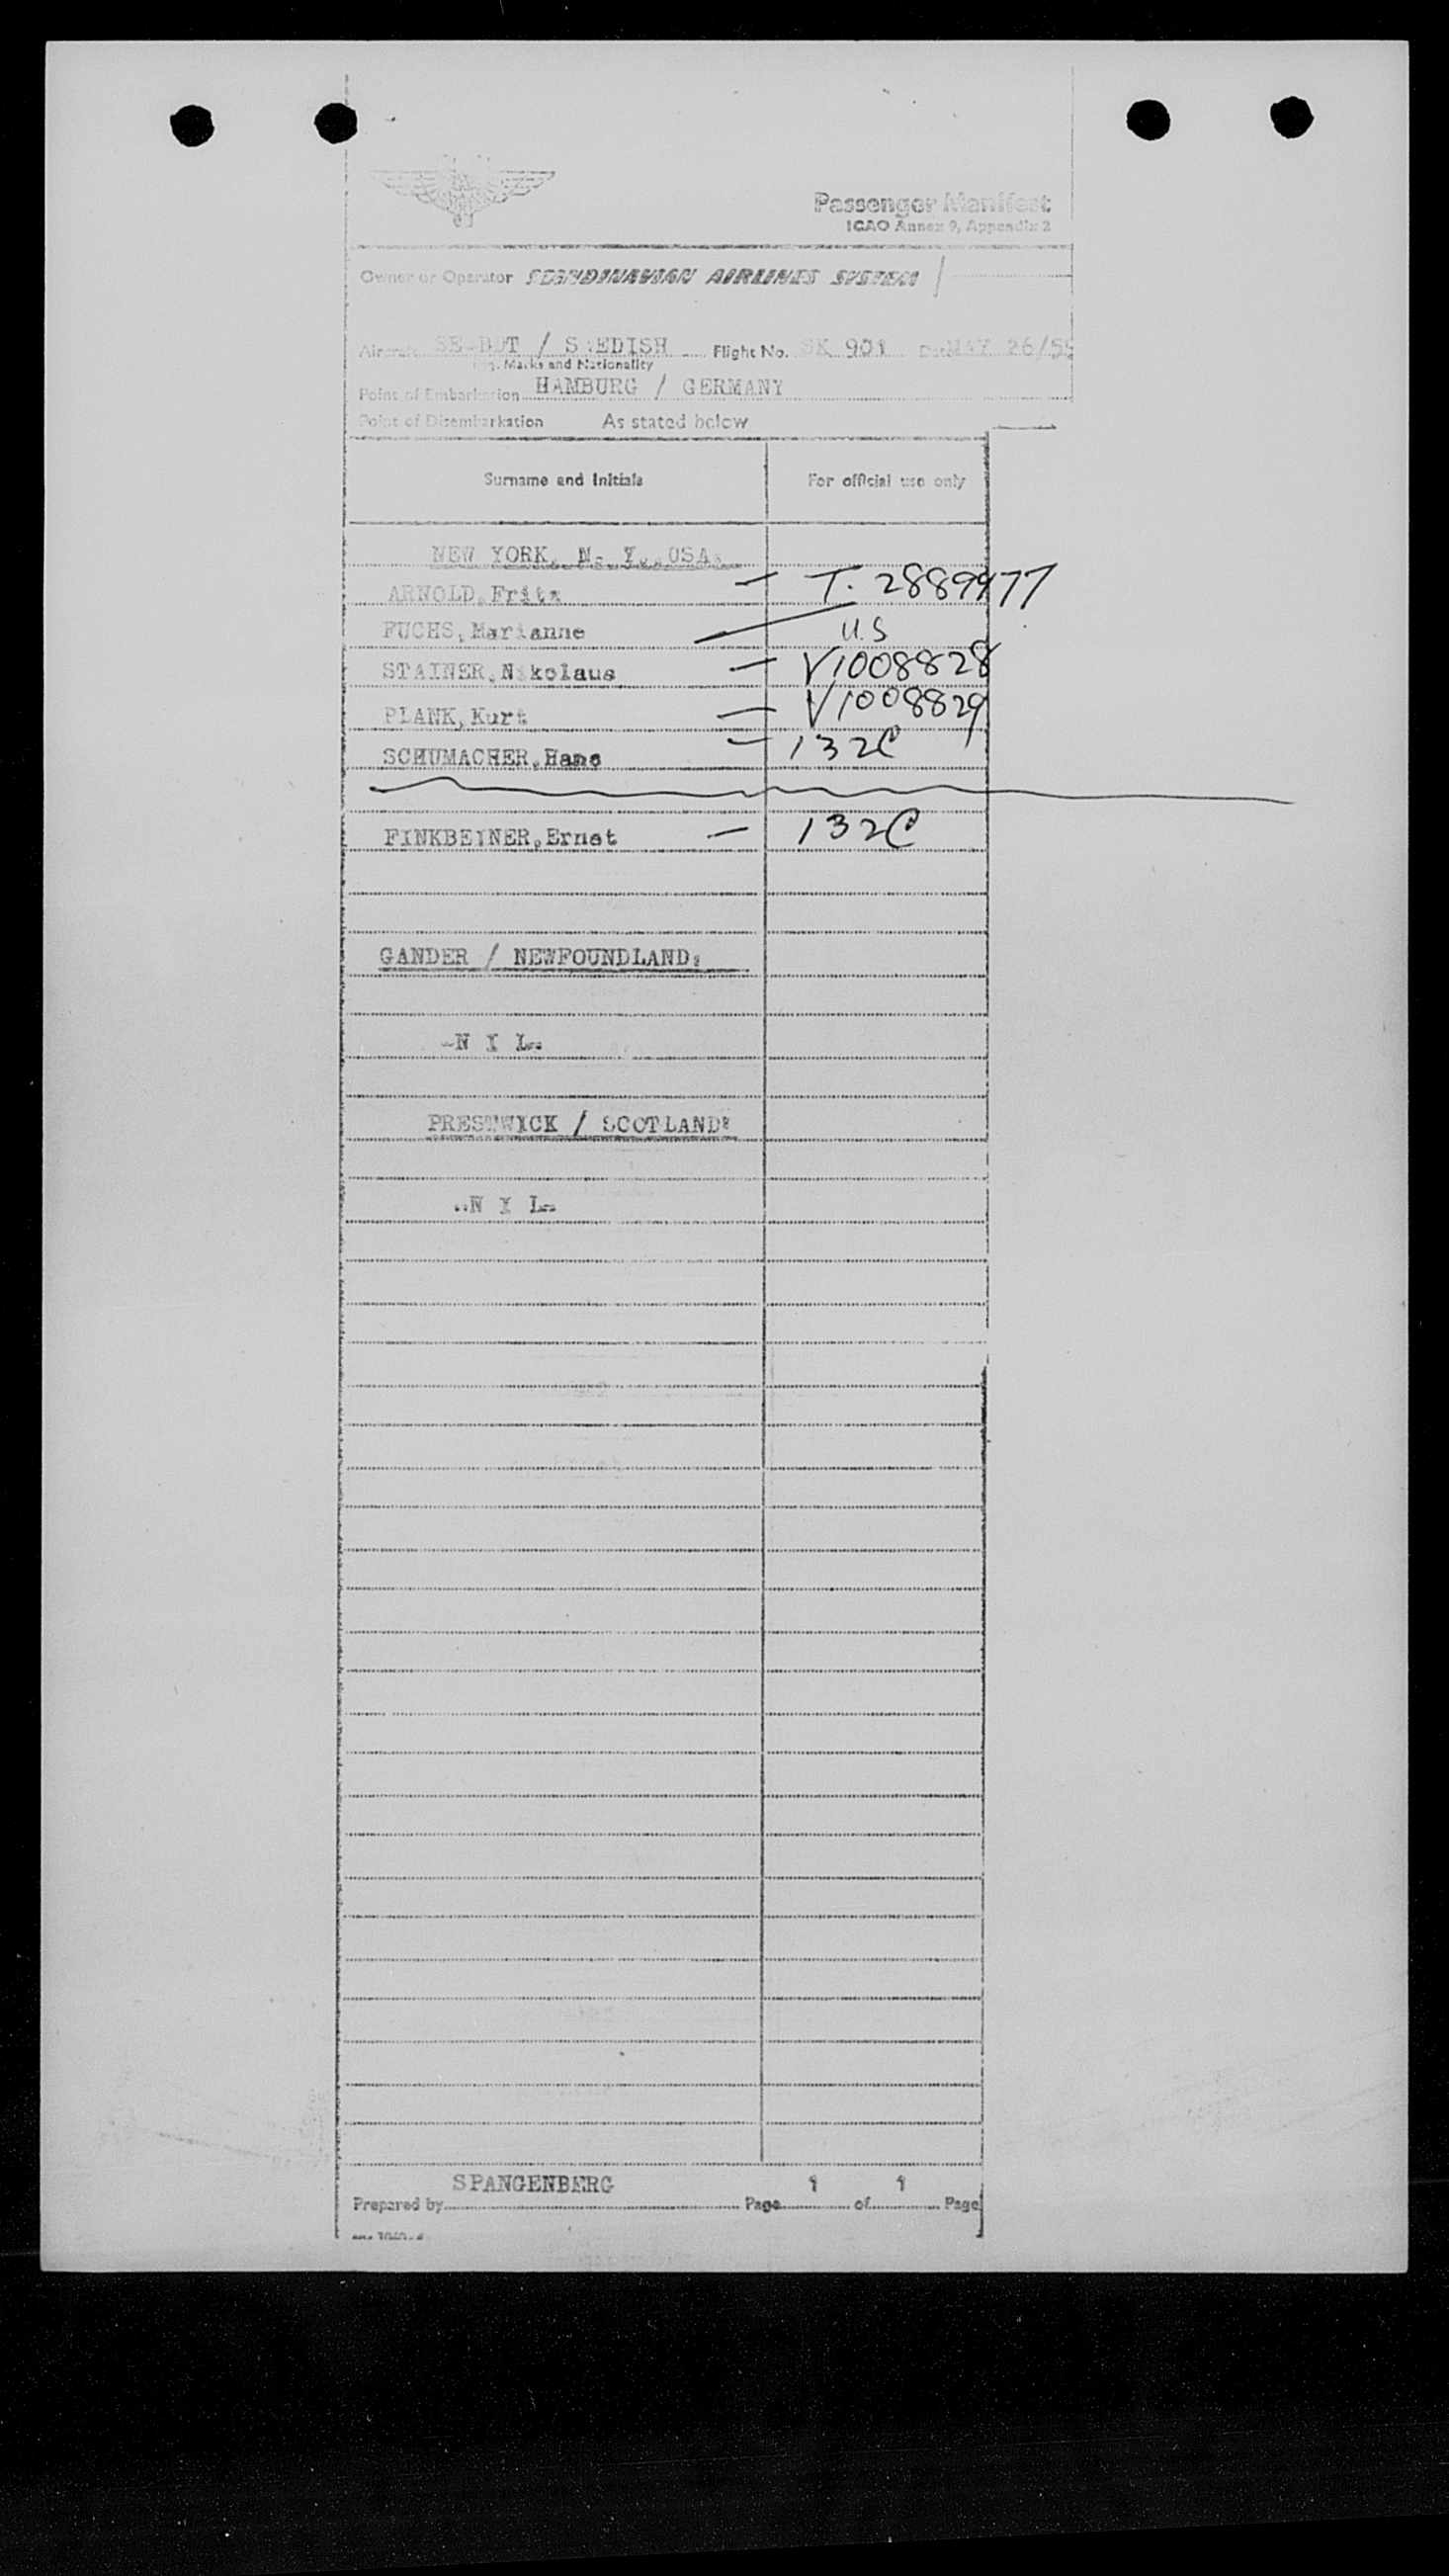 Passenger Manifest
ICAO Annex 9, Appendix 2
Owner or Operator SCANDINAVIAN AIRLINES SYSTEM
Aircraft SE-BDT / SWEDISH Flight No. SK 901 Date MAY 26/55
Marks and Nationality
Point of Embarkation HAMBURG / GERMANY
Point of Disembarkation As stated below
Surname and Initials For official use only
NEW YORK, N. Y., USA:
ARNOLD, Fritz - T. 2889977
FUCHS, Marianne U.S
STAINER, Nikolaus - V1008828
PLANK, Kurt - V1008829
SCHUMACHER, Hans - 132C
FINKBEINER, Ernst - 132C
GANDER / NEWFOUNDLAND:
-N I L-
PRESTWICK / SCOTLAND:
-N I L-
SPANGENBERG 1 1
Prepared by Page of Page